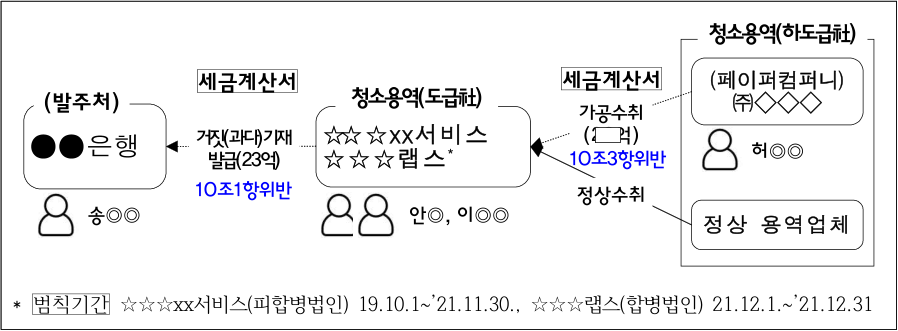 청소용역(하도급社)
세금계산서
세금계산서
(발주처)
청소용역(도급社)
(페이퍼컴퍼니)
㈜◇◇◇
●●은행
거짓(과다)기재
발급(23억)
10조1항위반
☆☆☆xx서비스
☆☆☆랩스*
가공수취
10조3항위반
허◎◎
정상수취
송◎◎
안◎, 이◎◎
정상 용역업체
* 범칙기간 ☆☆☆xx서비스(피합병법인) 19.10.1~'21.11.30., ☆☆☆랩스(합병법인) 21.12.1.~'21.12.31